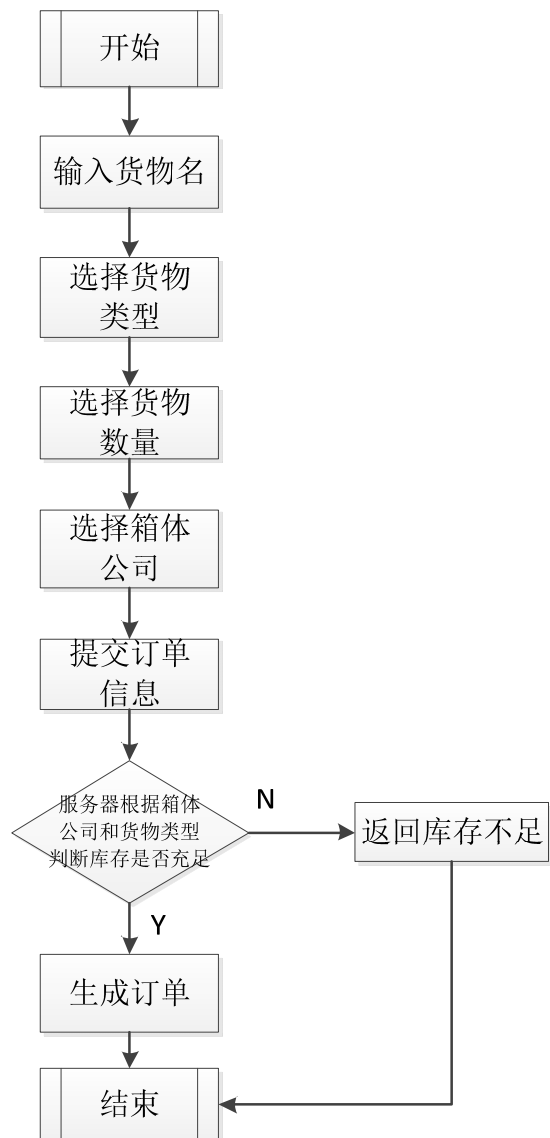 开始
输入货物名
选择货物
类型
选择货物
数量
选择箱体
公司
提交订单
信息
服务器根据箱体
公司和货物类型
判断库存是否充足
N
返回库存不足
Y
生成订单
结束